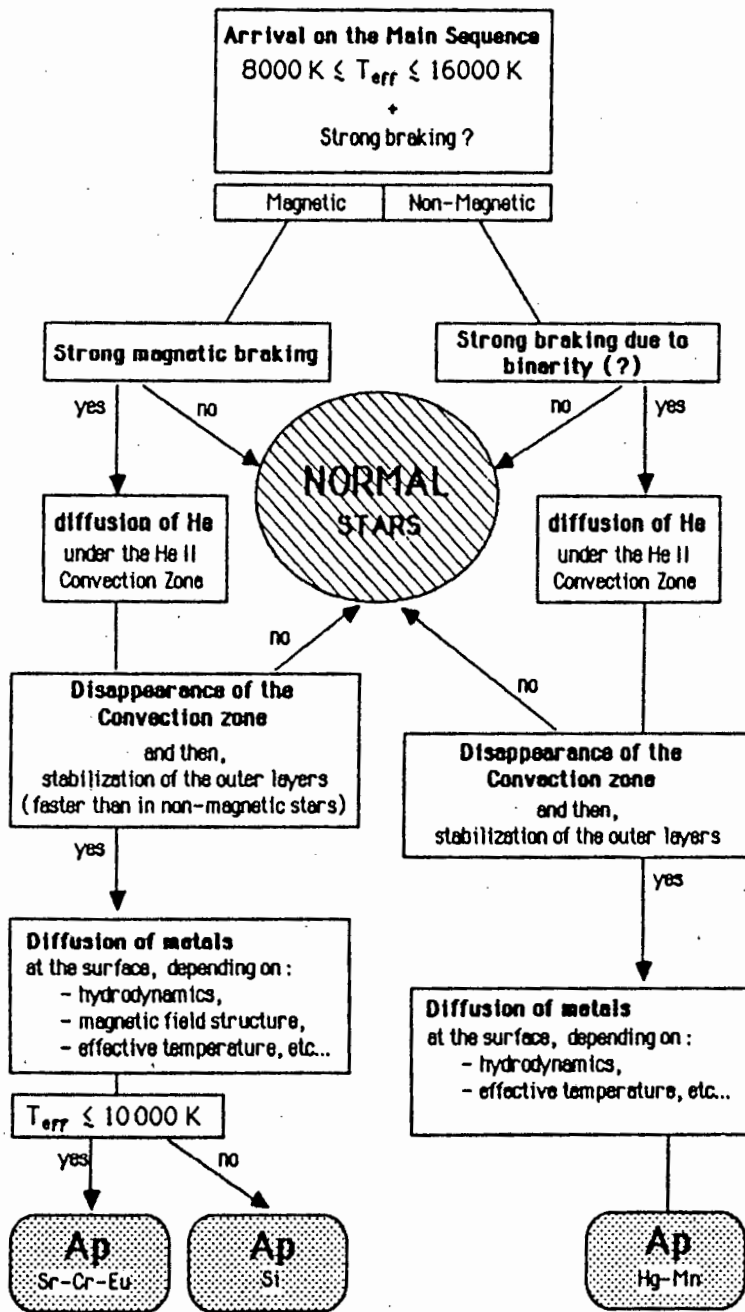 Arrival on the Main Sequence
8000 K ≤ Teff ≤ 16000 K
+
Strong braking ?
Magnetic
Non-Magnetic
Strong magnetic braking
Strong braking due to
binarity (?)
yes
no
no
yes
NORMAL
STARS
diffusion of He
under the He II
Convection Zone
diffusion of He
under the He II
Convection Zone
no
no
Disappearance of the
Convection zone
and then,
stabilization of the outer layers
(faster than in non-magnetic stars)
Disappearance of the
Convection zone
and then,
stabilization of the outer layers
yes
yes
Diffusion of metals
at the surface, depending on :
- hydrodynamics,
- magnetic field structure,
- effective temperature, etc...
Diffusion of metals
at the surface, depending on :
- hydrodynamics,
- effective temperature, etc...
Teff ≤ 10000 K
yes
no
Ap
Sr-Cr-Eu
Ap
Si
Ap
Hg-Mn